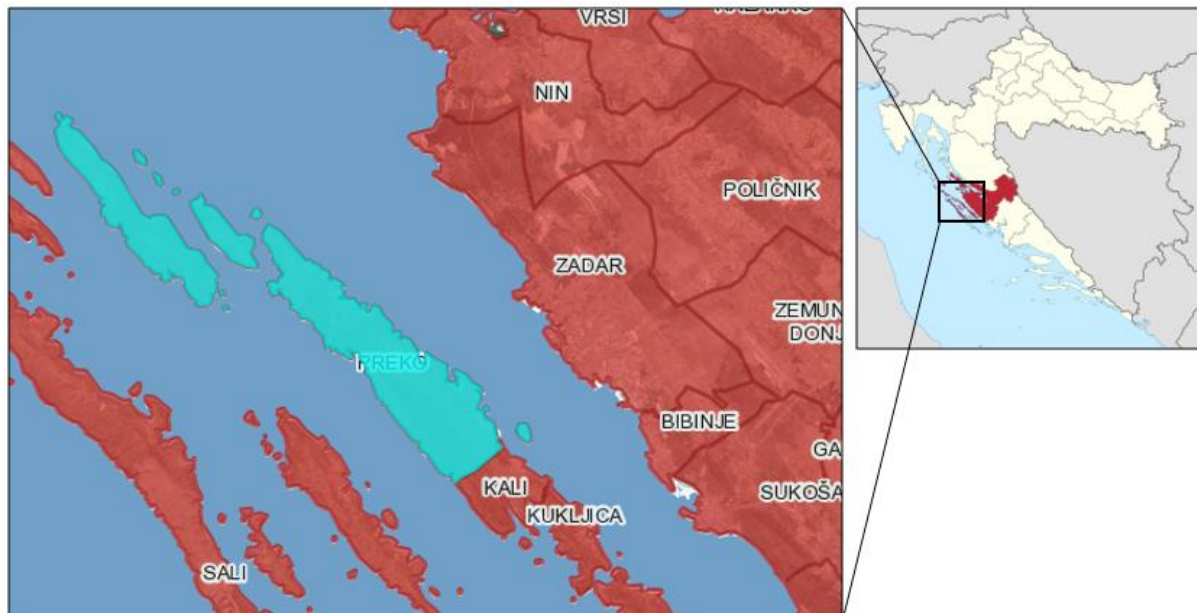 VRSI
NIN
POLIČNIK
ZADAR
ZEMUN
DONJ
PREKO
BIBINJE
GA
KALI
SUKOŠA
KUKLJICA
SALI